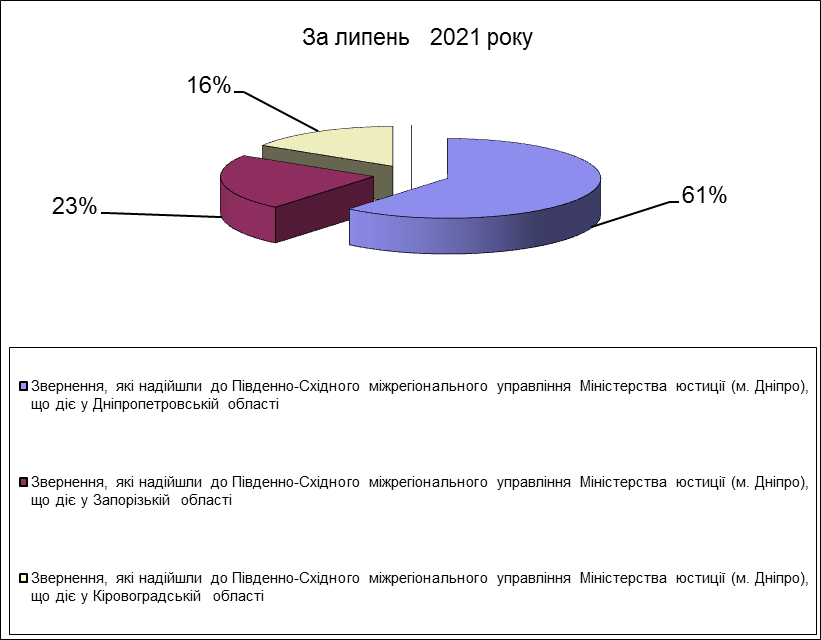 За липень 2021 року
16%
61%
23%
Звернення, які надійшли до Південно-Східного міжрегіонального управління Міністерства юстиції (м. Дніпро),
що діє у Дніпропетровській області
Звернення, які надійшли до Південно-Східного міжрегіонального управління Міністерства юстиції (м. Дніпро),
що діє у Запорізькій області
Звернення, які надійшли до Південно-Східного міжрегіонального управління Міністерства юстиції (м. Дніпро),
що діє у Кіровоградській області